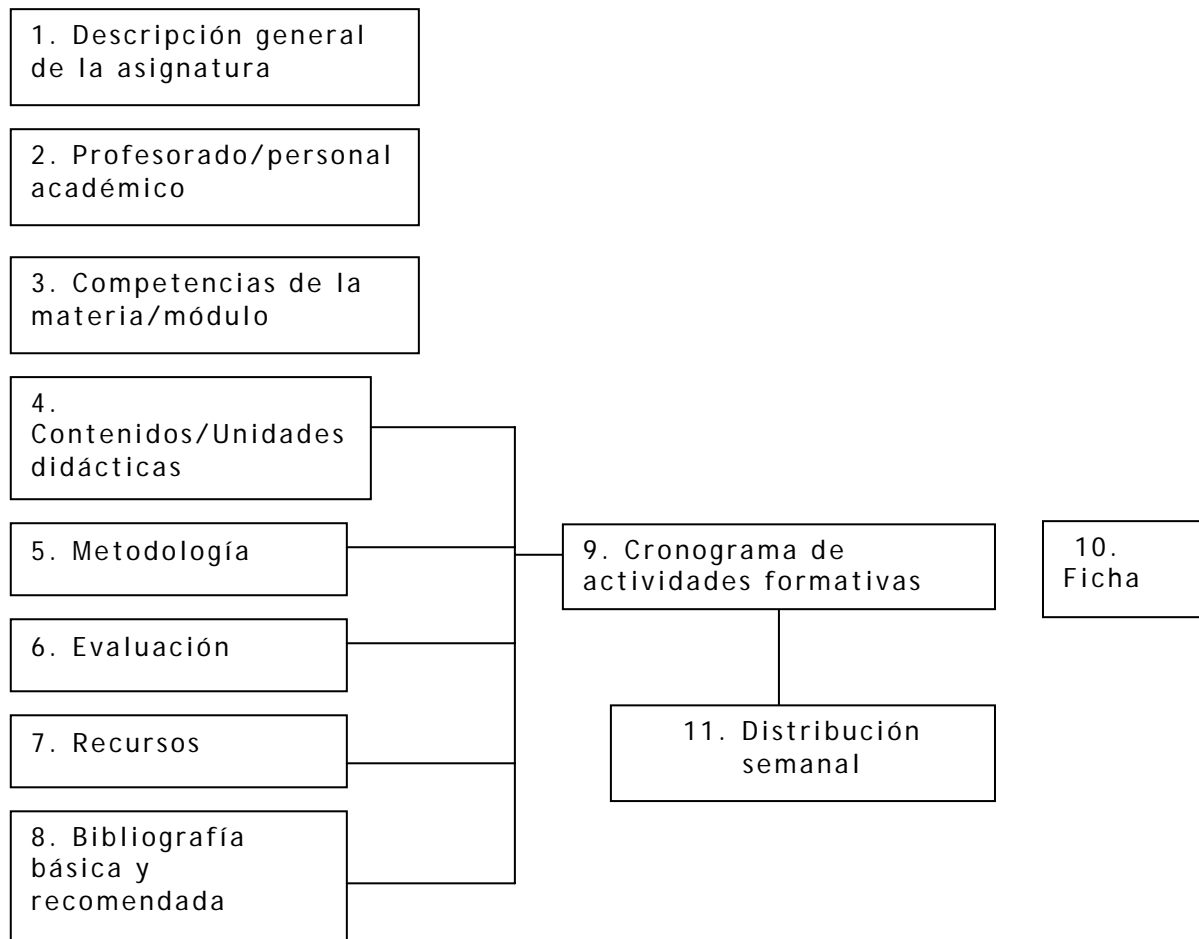 1. Descripción general
de la asignatura
2. Profesorado/personal
académico
3. Competencias de la
materia/módulo
4.
Contenidos/Unidades
didácticas
5. Metodología
6. Evaluación
7. Recursos
8. Bibliografía
básica y
recomendada
9. Cronograma de
actividades formativas
10.
Ficha
11. Distribución
semanal